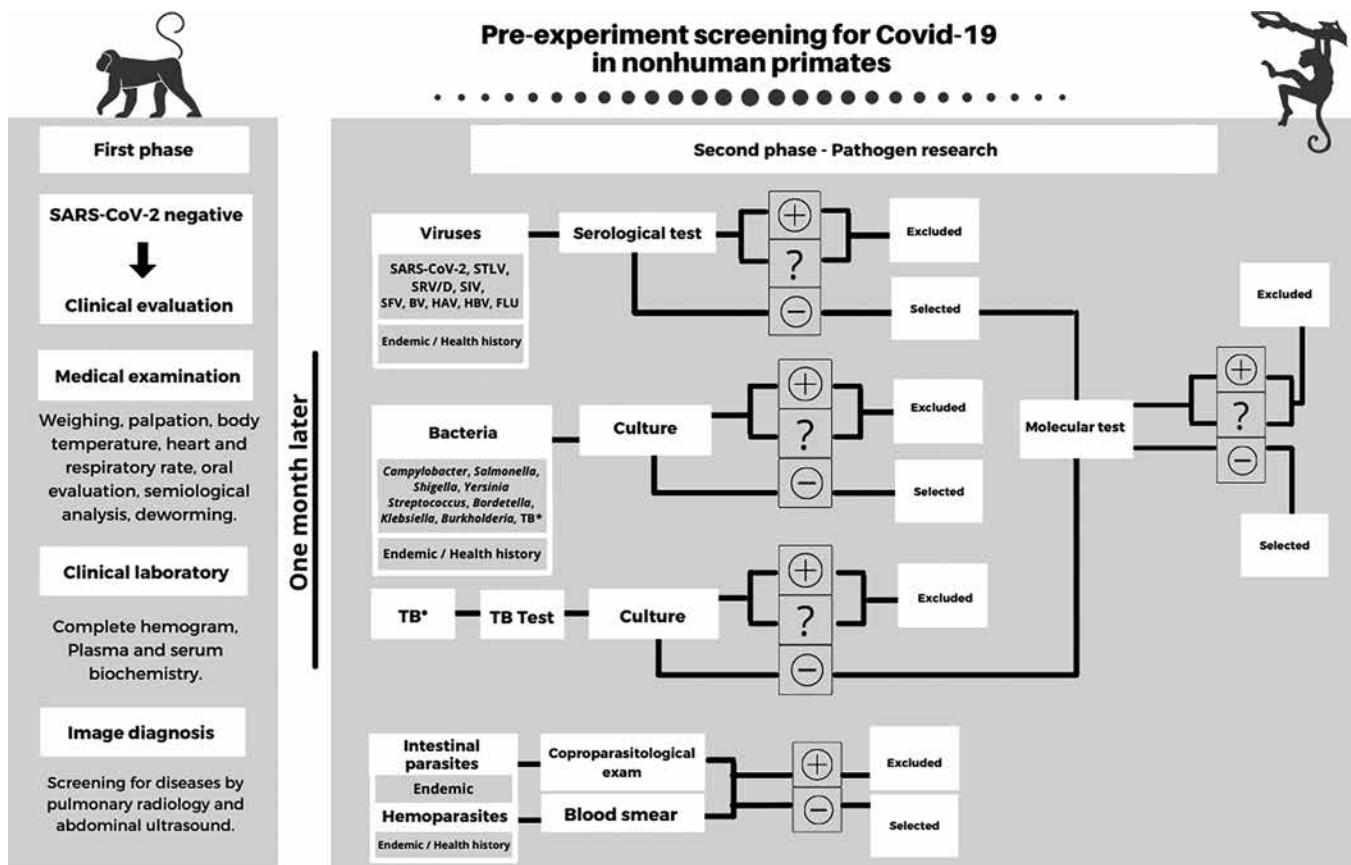 Pre-experiment screening for Covid-19
in nonhuman primates
First phase
SARS-CoV-2 negative
Clinical evaluation
Medical examination
Weighing, palpation, body
temperature, heart and
respiratory rate, oral
evaluation, semiological
analysis, deworming.
Clinical laboratory
Complete hemogram,
Plasma and serum
biochemistry.
Image diagnosis
Screening for diseases by
pulmonary radiology and
abdominal ultrasound.
One month later
Second phase - Pathogen research
Viruses
SARS-CoV-2, STLV,
SRV/D, SIV,
SFV, BV, HAV, HBV, FLU
Endemic / Health history
Serological test
+
?
−
Excluded
Selected
Bacteria
Campylobacter, Salmonella,
Shigella, Yersinia
Streptococcus, Bordetella,
Klebsiella, Burkholderia, TB*
Endemic / Health history
Culture
+
?
−
Excluded
Selected
TB*
TB Test
Culture
+
?
−
Excluded
Molecular test
+
?
−
Excluded
Selected
Intestinal
parasites
Endemic
Hemoparasites
Endemic / Health history
Coproparasitological
exam
Blood smear
+
−
Excluded
Selected